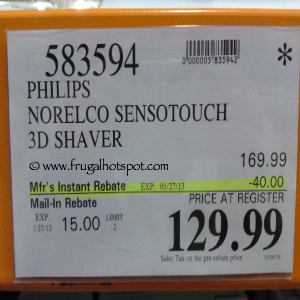 0000005835942
583594
*
PHILIPS
NORELCO SENSOTOUCH
3D SHAVER
www.frugalhotspot.com
169.99
Mfr's Instant Rebate EXP. 01/27/13 -40.00
Mail-In Rebate PRICE AT REGISTER
EXP. 1/27/13 15.00 LIMIT 2
129.99
Sales Tax on the pre-rebate price